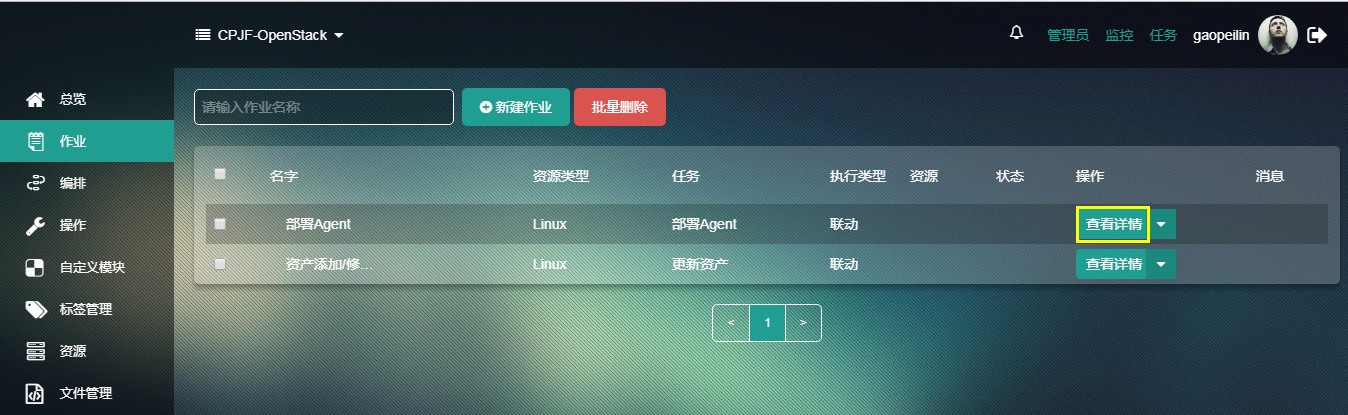 CPJF-OpenStack
管理员 监控 任务 gaopeilin
总览
作业
编排
操作
自定义模块
标签管理
资源
文件管理
请输入作业名称 新建作业 批量删除
名字 资源类型 任务 执行类型 资源 状态 操作 消息
部署Agent Linux 部署Agent 联动 查看详情
资产添加/修... Linux 更新资产 联动 查看详情
< 1 >